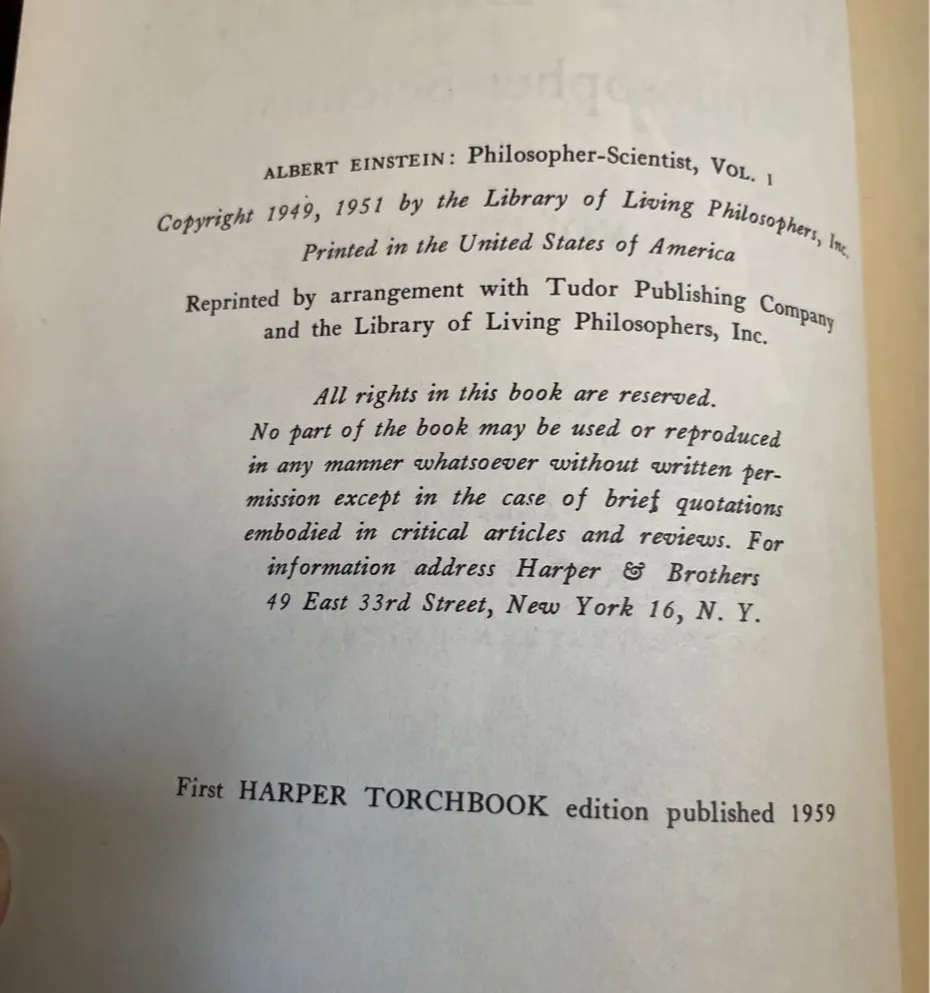 ALBERT EINSTEIN: Philosopher-Scientist, VOL. 1
Copyright 1949, 1951 by the Library of Living Philosophers, Inc.
Printed in the United States of America
Reprinted by arrangement with Tudor Publishing Company
and the Library of Living Philosophers, Inc.
All rights in this book are reserved.
No part of the book may be used or reproduced
in any manner whatsoever without written per-
mission except in the case of brief quotations
embodied in critical articles and reviews. For
information address Harper & Brothers
49 East 33rd Street, New York 16, N. Y.
First HARPER TORCHBOOK edition published 1959